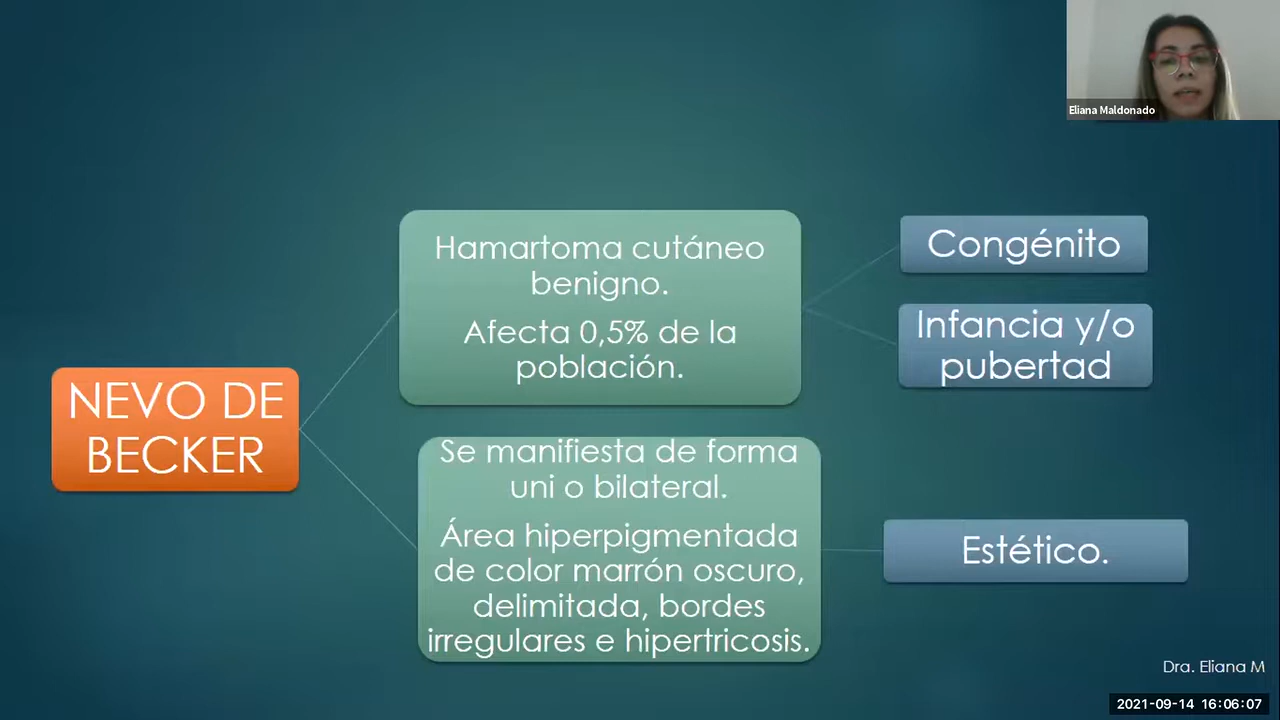 Eliana Maldonado
NEVO DE
BECKER
Hamartoma cutáneo
benigno.
Afecta 0,5% de la
población.
Congénito
Infancia y/o
pubertad
Se manifiesta de forma
uni o bilateral.
Área hiperpigmentada
de color marrón oscuro,
delimitada, bordes
irregulares e hipertricosis.
Estético.
Dra. Eliana M
2021-09-14 16:06:07